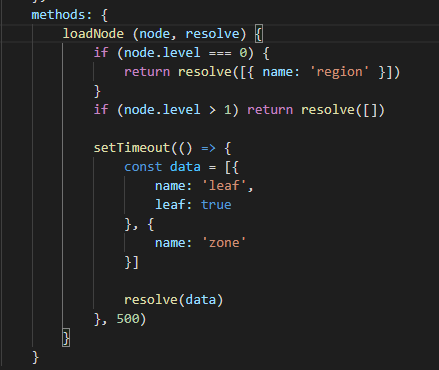 methods: {
loadNode (node, resolve) {
if (node.level === 0) {
return resolve([{ name: 'region' }])
}
if (node.level > 1) return resolve([])
setTimeout(() => {
const data = [{
name: 'leaf',
leaf: true
}, {
name: 'zone'
}]
resolve(data)
}, 500)
}
}